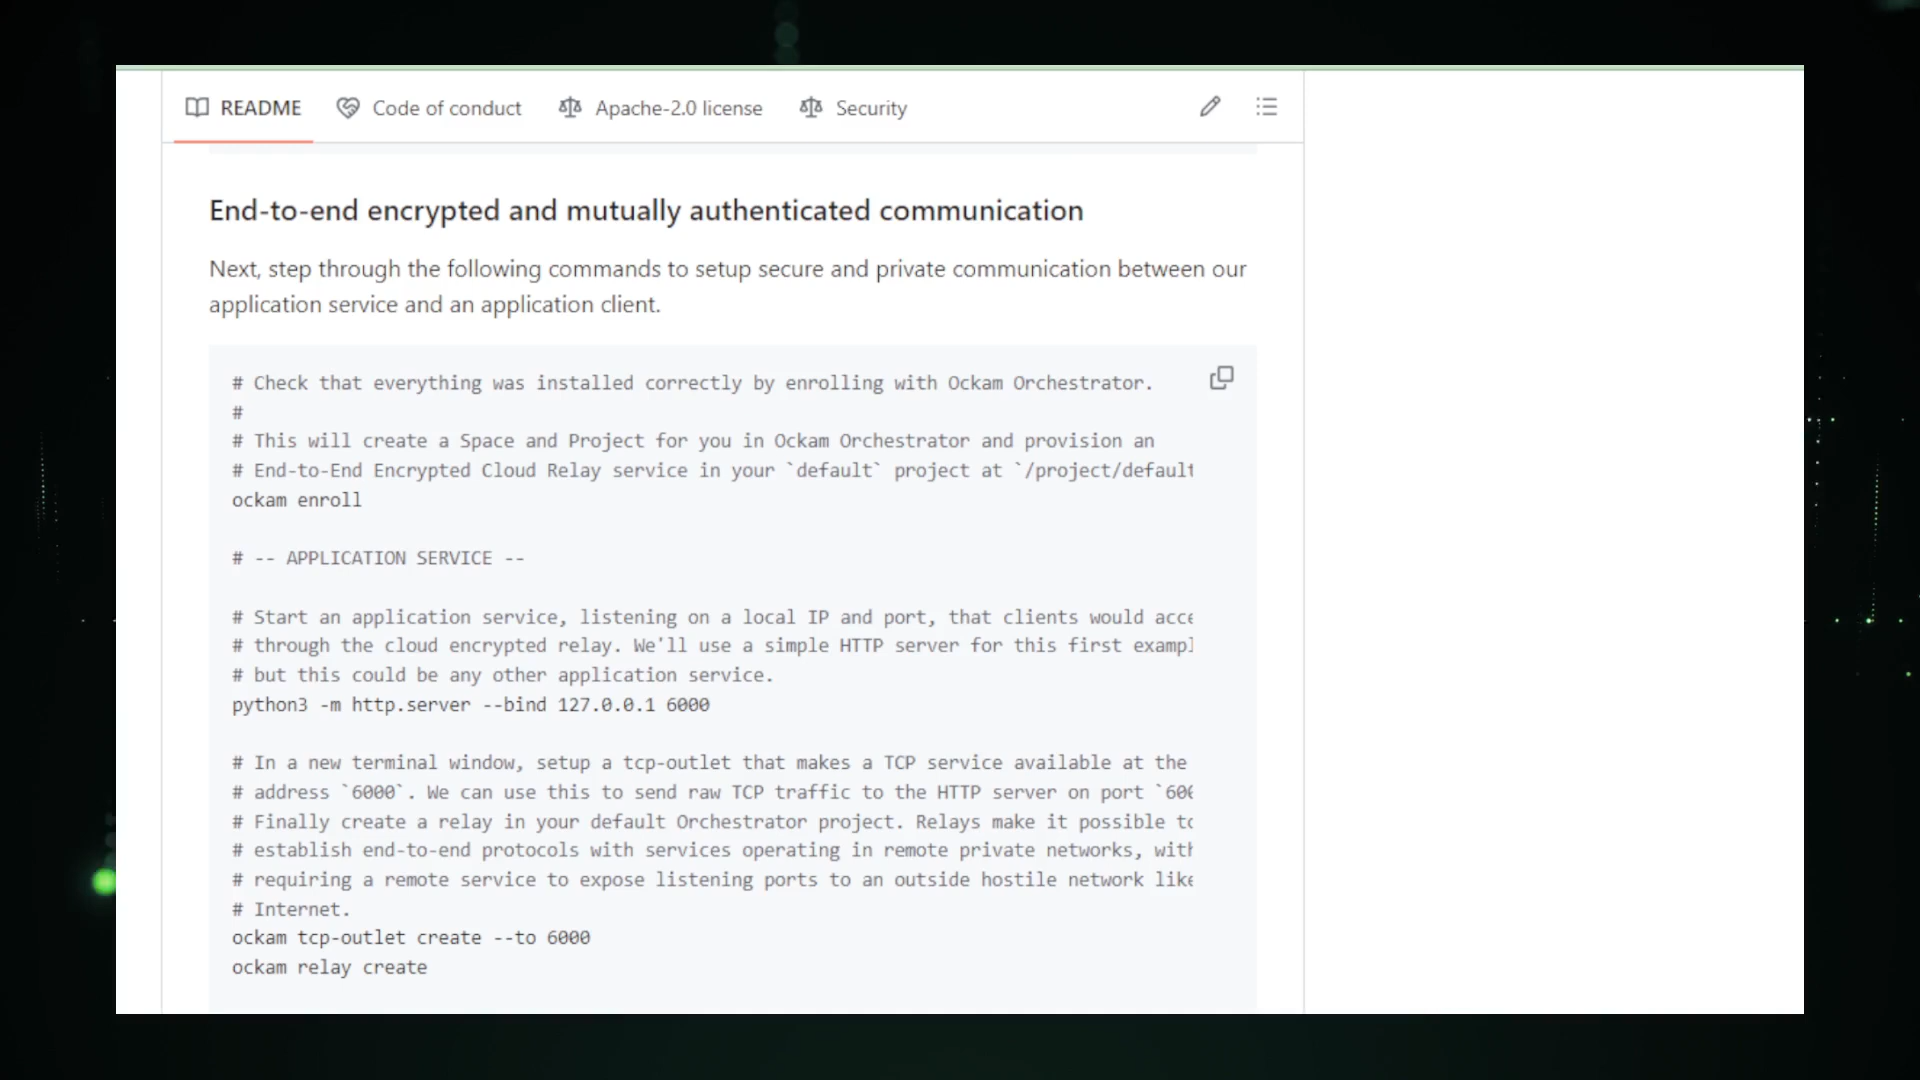 README Code of conduct Apache-2.0 license Security
End-to-end encrypted and mutually authenticated communication
Next, step through the following commands to setup secure and private communication between our
application service and an application client.
# Check that everything was installed correctly by enrolling with Ockam Orchestrator.
#
# This will create a Space and Project for you in Ockam Orchestrator and provision an
# End-to-End Encrypted Cloud Relay service in your `default` project at `/project/default
ockam enroll
# -- APPLICATION SERVICE --
# Start an application service, listening on a local IP and port, that clients would acce
# through the cloud encrypted relay. We'll use a simple HTTP server for this first exampl
# but this could be any other application service.
python3 -m http.server --bind 127.0.0.1 6000
# In a new terminal window, setup a tcp-outlet that makes a TCP service available at the
# address `6000`. We can use this to send raw TCP traffic to the HTTP server on port `600
# Finally create a relay in your default Orchestrator project. Relays make it possible to
# establish end-to-end protocols with services operating in remote private networks, with
# requiring a remote service to expose listening ports to an outside hostile network like
# Internet.
ockam tcp-outlet create --to 6000
ockam relay create